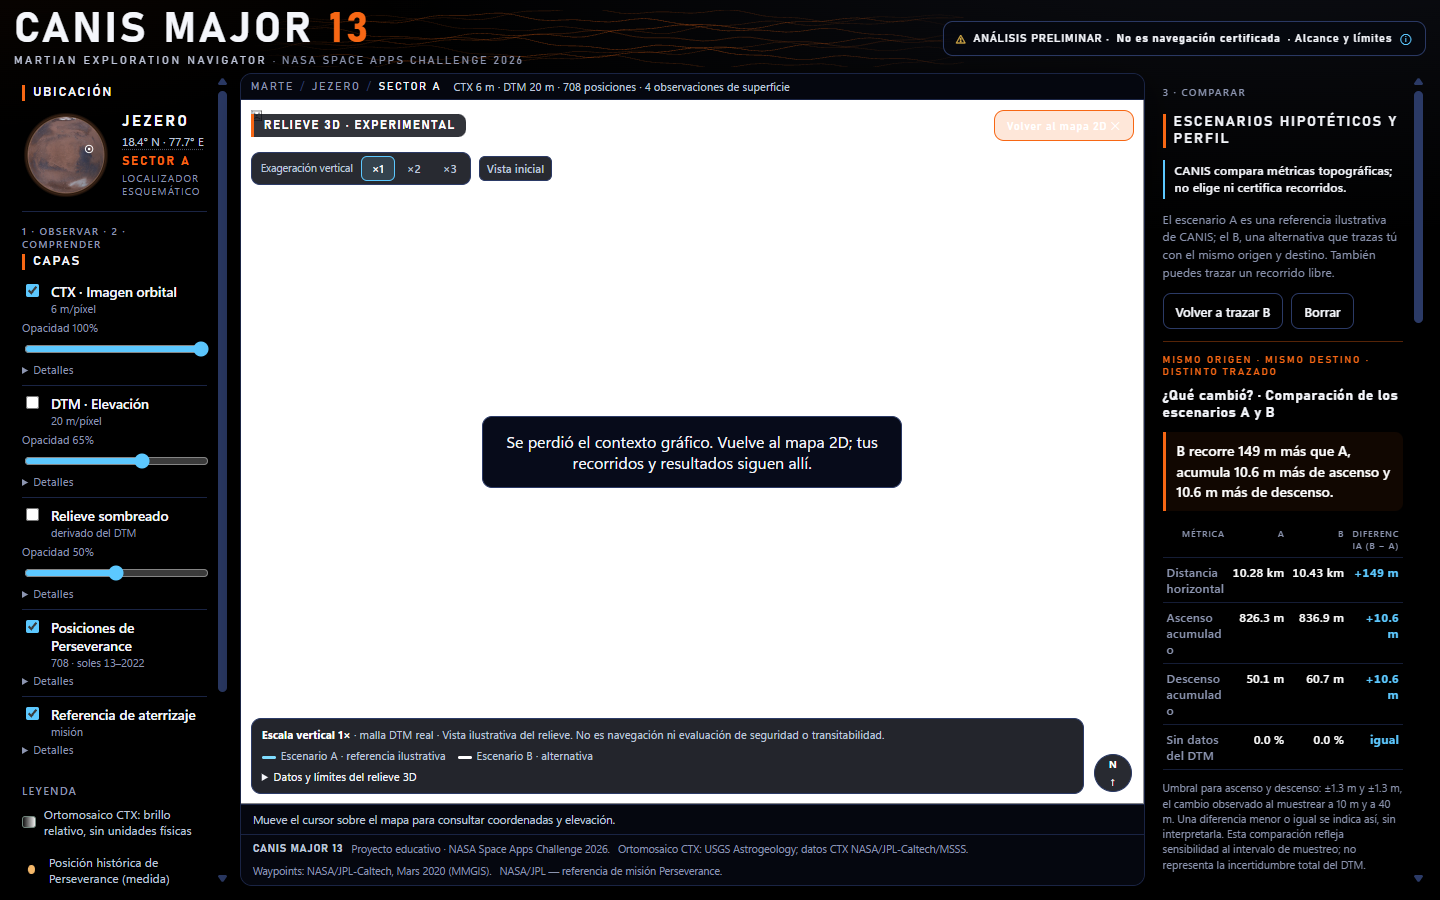 CANIS MAJOR 13
MARTIAN EXPLORATION NAVIGATOR · NASA SPACE APPS CHALLENGE 2026
⚠ ANÁLISIS PRELIMINAR · No es navegación certificada · Alcance y límites ⓘ
UBICACIÓN
JEZERO
18.4° N · 77.7° E
SECTOR A
LOCALIZADOR
ESQUEMÁTICO
1 · OBSERVAR · 2 ·
COMPRENDER
CAPAS
CTX · Imagen orbital
6 m/píxel
Opacidad 100%
▶ Detalles
DTM · Elevación
20 m/píxel
Opacidad 65%
▶ Detalles
Relieve sombreado
derivado del DTM
Opacidad 50%
▶ Detalles
Posiciones de
Perseverance
708 · soles 13–2022
▶ Detalles
Referencia de aterrizaje
misión
▶ Detalles
LEYENDA
Ortomosaico CTX: brillo
relativo, sin unidades físicas
Posición histórica de
Perseverance (medida)
MARTE / JEZERO / SECTOR A CTX 6 m · DTM 20 m · 708 posiciones · 4 observaciones de superficie
RELIEVE 3D · EXPERIMENTAL
Volver al mapa 2D ✕
Exageración vertical ×1 ×2 ×3 Vista inicial
Se perdió el contexto gráfico. Vuelve al mapa 2D; tus
recorridos y resultados siguen allí.
Escala vertical 1× · malla DTM real · Vista ilustrativa del relieve. No es navegación ni evaluación de seguridad o transitabilidad.
Escenario A · referencia ilustrativa Escenario B · alternativa
▶ Datos y límites del relieve 3D
N
↑
Mueve el cursor sobre el mapa para consultar coordenadas y elevación.
CANIS MAJOR 13 Proyecto educativo · NASA Space Apps Challenge 2026. Ortomosaico CTX: USGS Astrogeology; datos CTX NASA/JPL-Caltech/MSSS.
Waypoints: NASA/JPL-Caltech, Mars 2020 (MMGIS). NASA/JPL — referencia de misión Perseverance.
3 · COMPARAR
ESCENARIOS HIPOTÉTICOS Y
PERFIL
CANIS compara métricas topográficas;
no elige ni certifica recorridos.
El escenario A es una referencia ilustrativa
de CANIS; el B, una alternativa que trazas tú
con el mismo origen y destino. También
puedes trazar un recorrido libre.
Volver a trazar B Borrar
MISMO ORIGEN · MISMO DESTINO ·
DISTINTO TRAZADO
¿Qué cambió? · Comparación de los
escenarios A y B
B recorre 149 m más que A,
acumula 10.6 m más de ascenso y
10.6 m más de descenso.
MÉTRICA A B DIFERENC
IA (B − A)
Distancia 10.28 km 10.43 km +149 m
horizontal
Ascenso 826.3 m 836.9 m +10.6
acumulad m
o
Descenso 50.1 m 60.7 m +10.6
acumulad m
o
Sin datos 0.0 % 0.0 % igual
del DTM
Umbral para ascenso y descenso: ±1.3 m y ±1.3 m,
el cambio observado al muestrear a 10 m y a 40
m. Una diferencia menor o igual se indica así, sin
interpretarla. Esta comparación refleja
sensibilidad al intervalo de muestreo; no
representa la incertidumbre total del DTM.